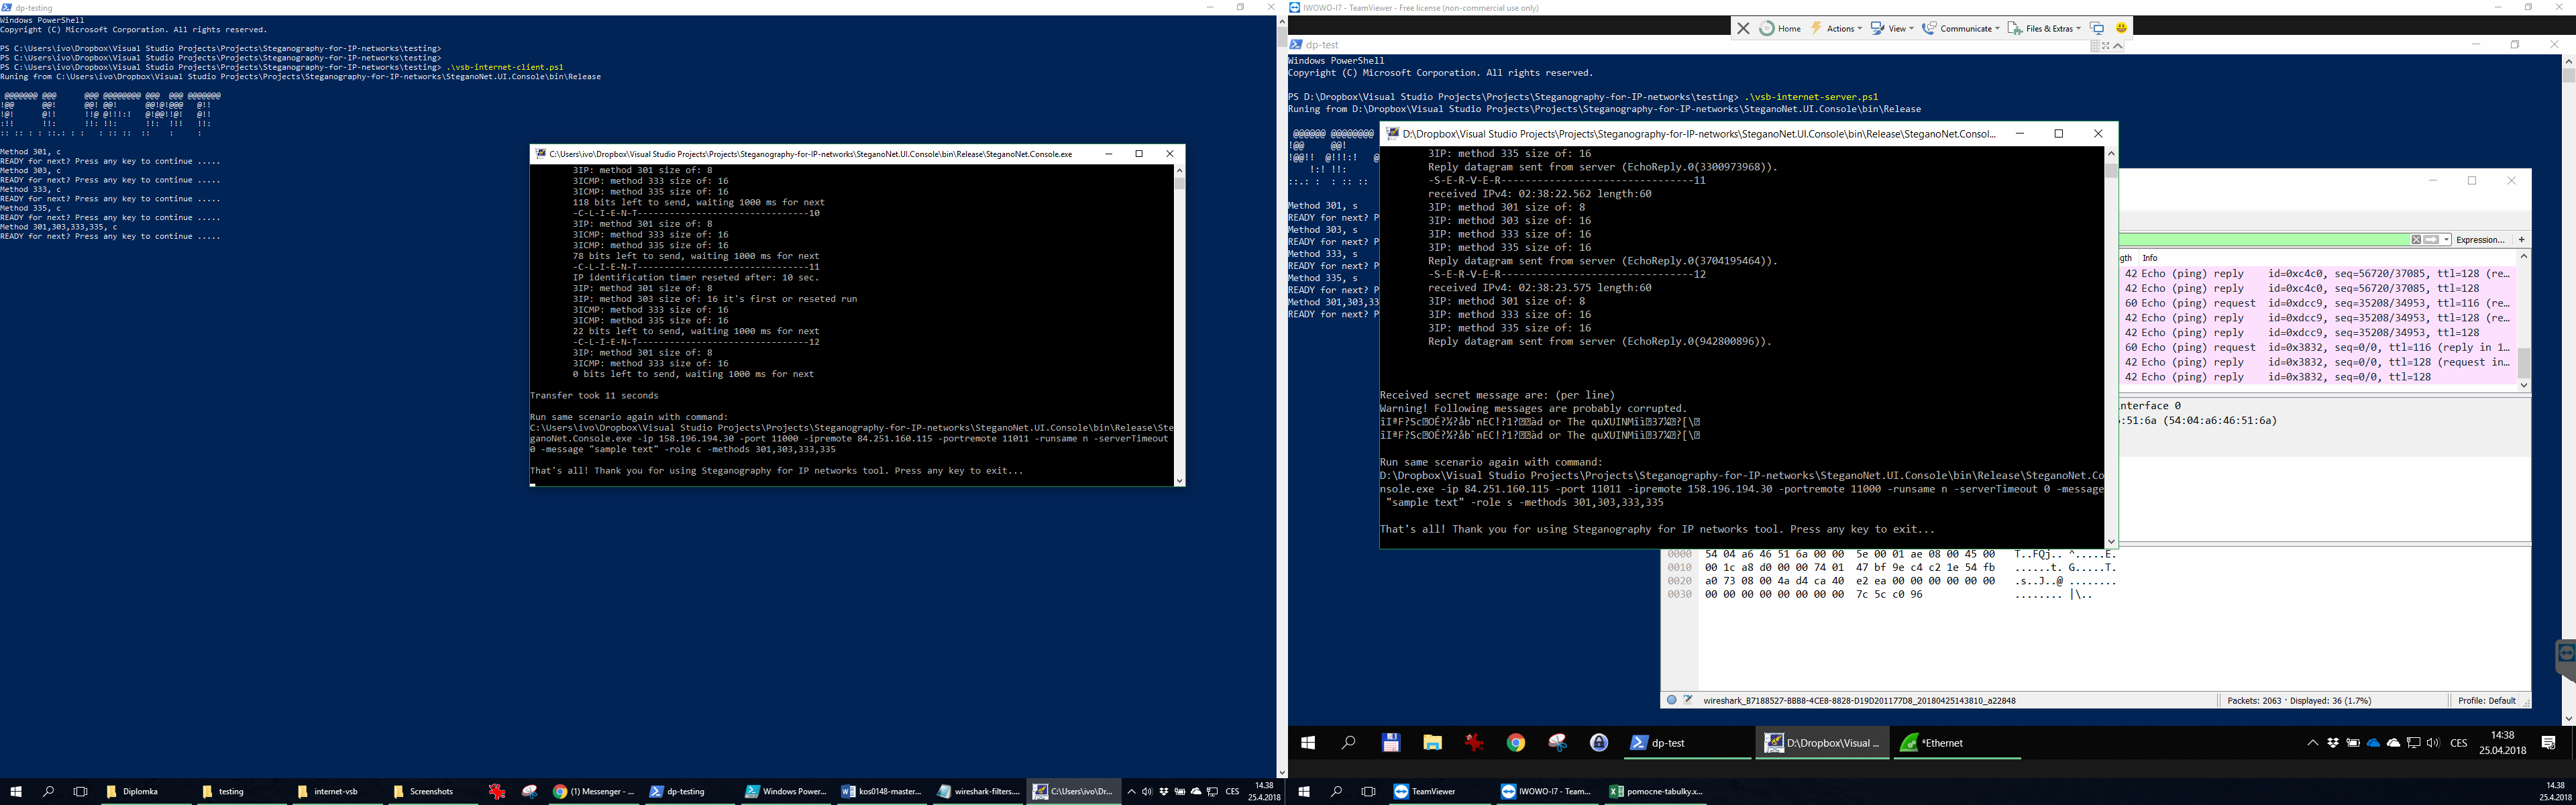 dp-testing
Windows PowerShell
Copyright (C) Microsoft Corporation. All rights reserved.
PS C:\Users\ivo\Dropbox\Visual Studio Projects\Projects\Steganography-for-IP-networks\testing>
PS C:\Users\ivo\Dropbox\Visual Studio Projects\Projects\Steganography-for-IP-networks\testing>
PS C:\Users\ivo\Dropbox\Visual Studio Projects\Projects\Steganography-for-IP-networks\testing> .\vsb-internet-client.ps1
Runing from C:\Users\ivo\Dropbox\Visual Studio Projects\Projects\Steganography-for-IP-networks\SteganoNet.UI.Console\bin\Release
Method 301, c
READY for next? Press any key to continue .....
Method 303, c
READY for next? Press any key to continue .....
Method 333, c
READY for next? Press any key to continue .....
Method 335, c
READY for next? Press any key to continue .....
Method 301,303,333,335, c
READY for next? Press any key to continue .....
C:\Users\ivo\Dropbox\Visual Studio Projects\Projects\Steganography-for-IP-networks\SteganoNet.UI.Console\bin\Release\SteganoNet.Console.exe
3IP: method 301 size of: 8
3ICMP: method 333 size of: 16
3ICMP: method 335 size of: 16
118 bits left to send, waiting 1000 ms for next
-C-L-I-E-N-T--------------------------------10
3IP: method 301 size of: 8
3ICMP: method 333 size of: 16
3ICMP: method 335 size of: 16
78 bits left to send, waiting 1000 ms for next
-C-L-I-E-N-T--------------------------------11
IP identification timer reseted after: 10 sec.
3IP: method 301 size of: 8
3IP: method 303 size of: 16 it's first or reseted run
3ICMP: method 333 size of: 16
3ICMP: method 335 size of: 16
22 bits left to send, waiting 1000 ms for next
-C-L-I-E-N-T--------------------------------12
3IP: method 301 size of: 8
3ICMP: method 333 size of: 16
0 bits left to send, waiting 1000 ms for next
Transfer took 11 seconds
Run same scenario again with command:
C:\Users\ivo\Dropbox\Visual Studio Projects\Projects\Steganography-for-IP-networks\SteganoNet.UI.Console\bin\Release\Ste
ganoNet.Console.exe -ip 158.196.194.30 -port 11000 -ipremote 84.251.160.115 -portremote 11011 -runsame n -serverTimeout
0 -message "sample text" -role c -methods 301,303,333,335
That's all! Thank you for using Steganography for IP networks tool. Press any key to exit...
IWOWO-I7 - TeamViewer - Free license (non-commercial use only)
Home Actions View Communicate Files & Extras
dp-test
Windows PowerShell
Copyright (C) Microsoft Corporation. All rights reserved.
PS D:\Dropbox\Visual Studio Projects\Projects\Steganography-for-IP-networks\testing> .\vsb-internet-server.ps1
Runing from D:\Dropbox\Visual Studio Projects\Projects\Steganography-for-IP-networks\SteganoNet.UI.Console\bin\Release
Method 301, s
READY for next? P
Method 303, s
READY for next? P
Method 333, s
READY for next? P
Method 335, s
READY for next? P
Method 301,303,33
READY for next? P
D:\Dropbox\Visual Studio Projects\Projects\Steganography-for-IP-networks\SteganoNet.UI.Console\bin\Release\SteganoNet.Consol...
3IP: method 335 size of: 16
Reply datagram sent from server (EchoReply.0(3300973968)).
-S-E-R-V-E-R--------------------------------11
received IPv4: 02:38:22.562 length:60
3IP: method 301 size of: 8
3IP: method 303 size of: 16
3IP: method 333 size of: 16
3IP: method 335 size of: 16
Reply datagram sent from server (EchoReply.0(3704195464)).
-S-E-R-V-E-R--------------------------------12
received IPv4: 02:38:23.575 length:60
3IP: method 301 size of: 8
3IP: method 333 size of: 16
3IP: method 335 size of: 16
Reply datagram sent from server (EchoReply.0(942800896)).
Received secret message are: (per line)
Warning! Following messages are probably corrupted.
Run same scenario again with command:
D:\Dropbox\Visual Studio Projects\Projects\Steganography-for-IP-networks\SteganoNet.UI.Console\bin\Release\SteganoNet.Co
nsole.exe -ip 84.251.160.115 -port 11011 -ipremote 158.196.194.30 -portremote 11000 -runsame n -serverTimeout 0 -message
"sample text" -role s -methods 301,303,333,335
That's all! Thank you for using Steganography for IP networks tool. Press any key to exit...
Expression... +
gth Info
42 Echo (ping) reply id=0xc4c0, seq=56720/37085, ttl=128 (re...
42 Echo (ping) reply id=0xc4c0, seq=56720/37085, ttl=128
60 Echo (ping) request id=0xdcc9, seq=35208/34953, ttl=116 (re...
42 Echo (ping) reply id=0xdcc9, seq=35208/34953, ttl=128 (re...
42 Echo (ping) reply id=0xdcc9, seq=35208/34953, ttl=128
60 Echo (ping) request id=0x3832, seq=0/0, ttl=116 (reply in 1...
42 Echo (ping) reply id=0x3832, seq=0/0, ttl=128 (request in...
42 Echo (ping) reply id=0x3832, seq=0/0, ttl=128
nterface 0
:51:6a (54:04:a6:46:51:6a)
0000 54 04 a6 46 51 6a 00 00 5e 00 01 ae 08 00 45 00 T..FQj.. ^.....E.
0010 00 1c a8 d0 00 00 74 01 47 bf 9e c4 c2 1e 54 fb ......t. G.....T.
0020 a0 73 08 00 4a d4 ca 40 e2 ea 00 00 00 00 00 00 .s..J..@ ........
0030 00 00 00 00 00 00 00 00 7c 5c c0 96 ........ |\..
wireshark_B7188527-BBB8-4CE8-8828-D19D201177D8_20180425143810_a22848
Packets: 2063 · Displayed: 36 (1.7%)
Profile: Default
dp-test
D:\Dropbox\Visual ...
*Ethernet
CES
14:38
25.04.2018
Diplomka
testing
internet-vsb
Screenshots
(1) Messenger - ...
dp-testing
Windows Power...
kos0148-master...
wireshark-filters....
C:\Users\ivo\Dr...
CES
14.38
25.4.2018
TeamViewer
IWOWO-I7 - Team...
pomocne-tabulky.x...
14.38
25.4.2018